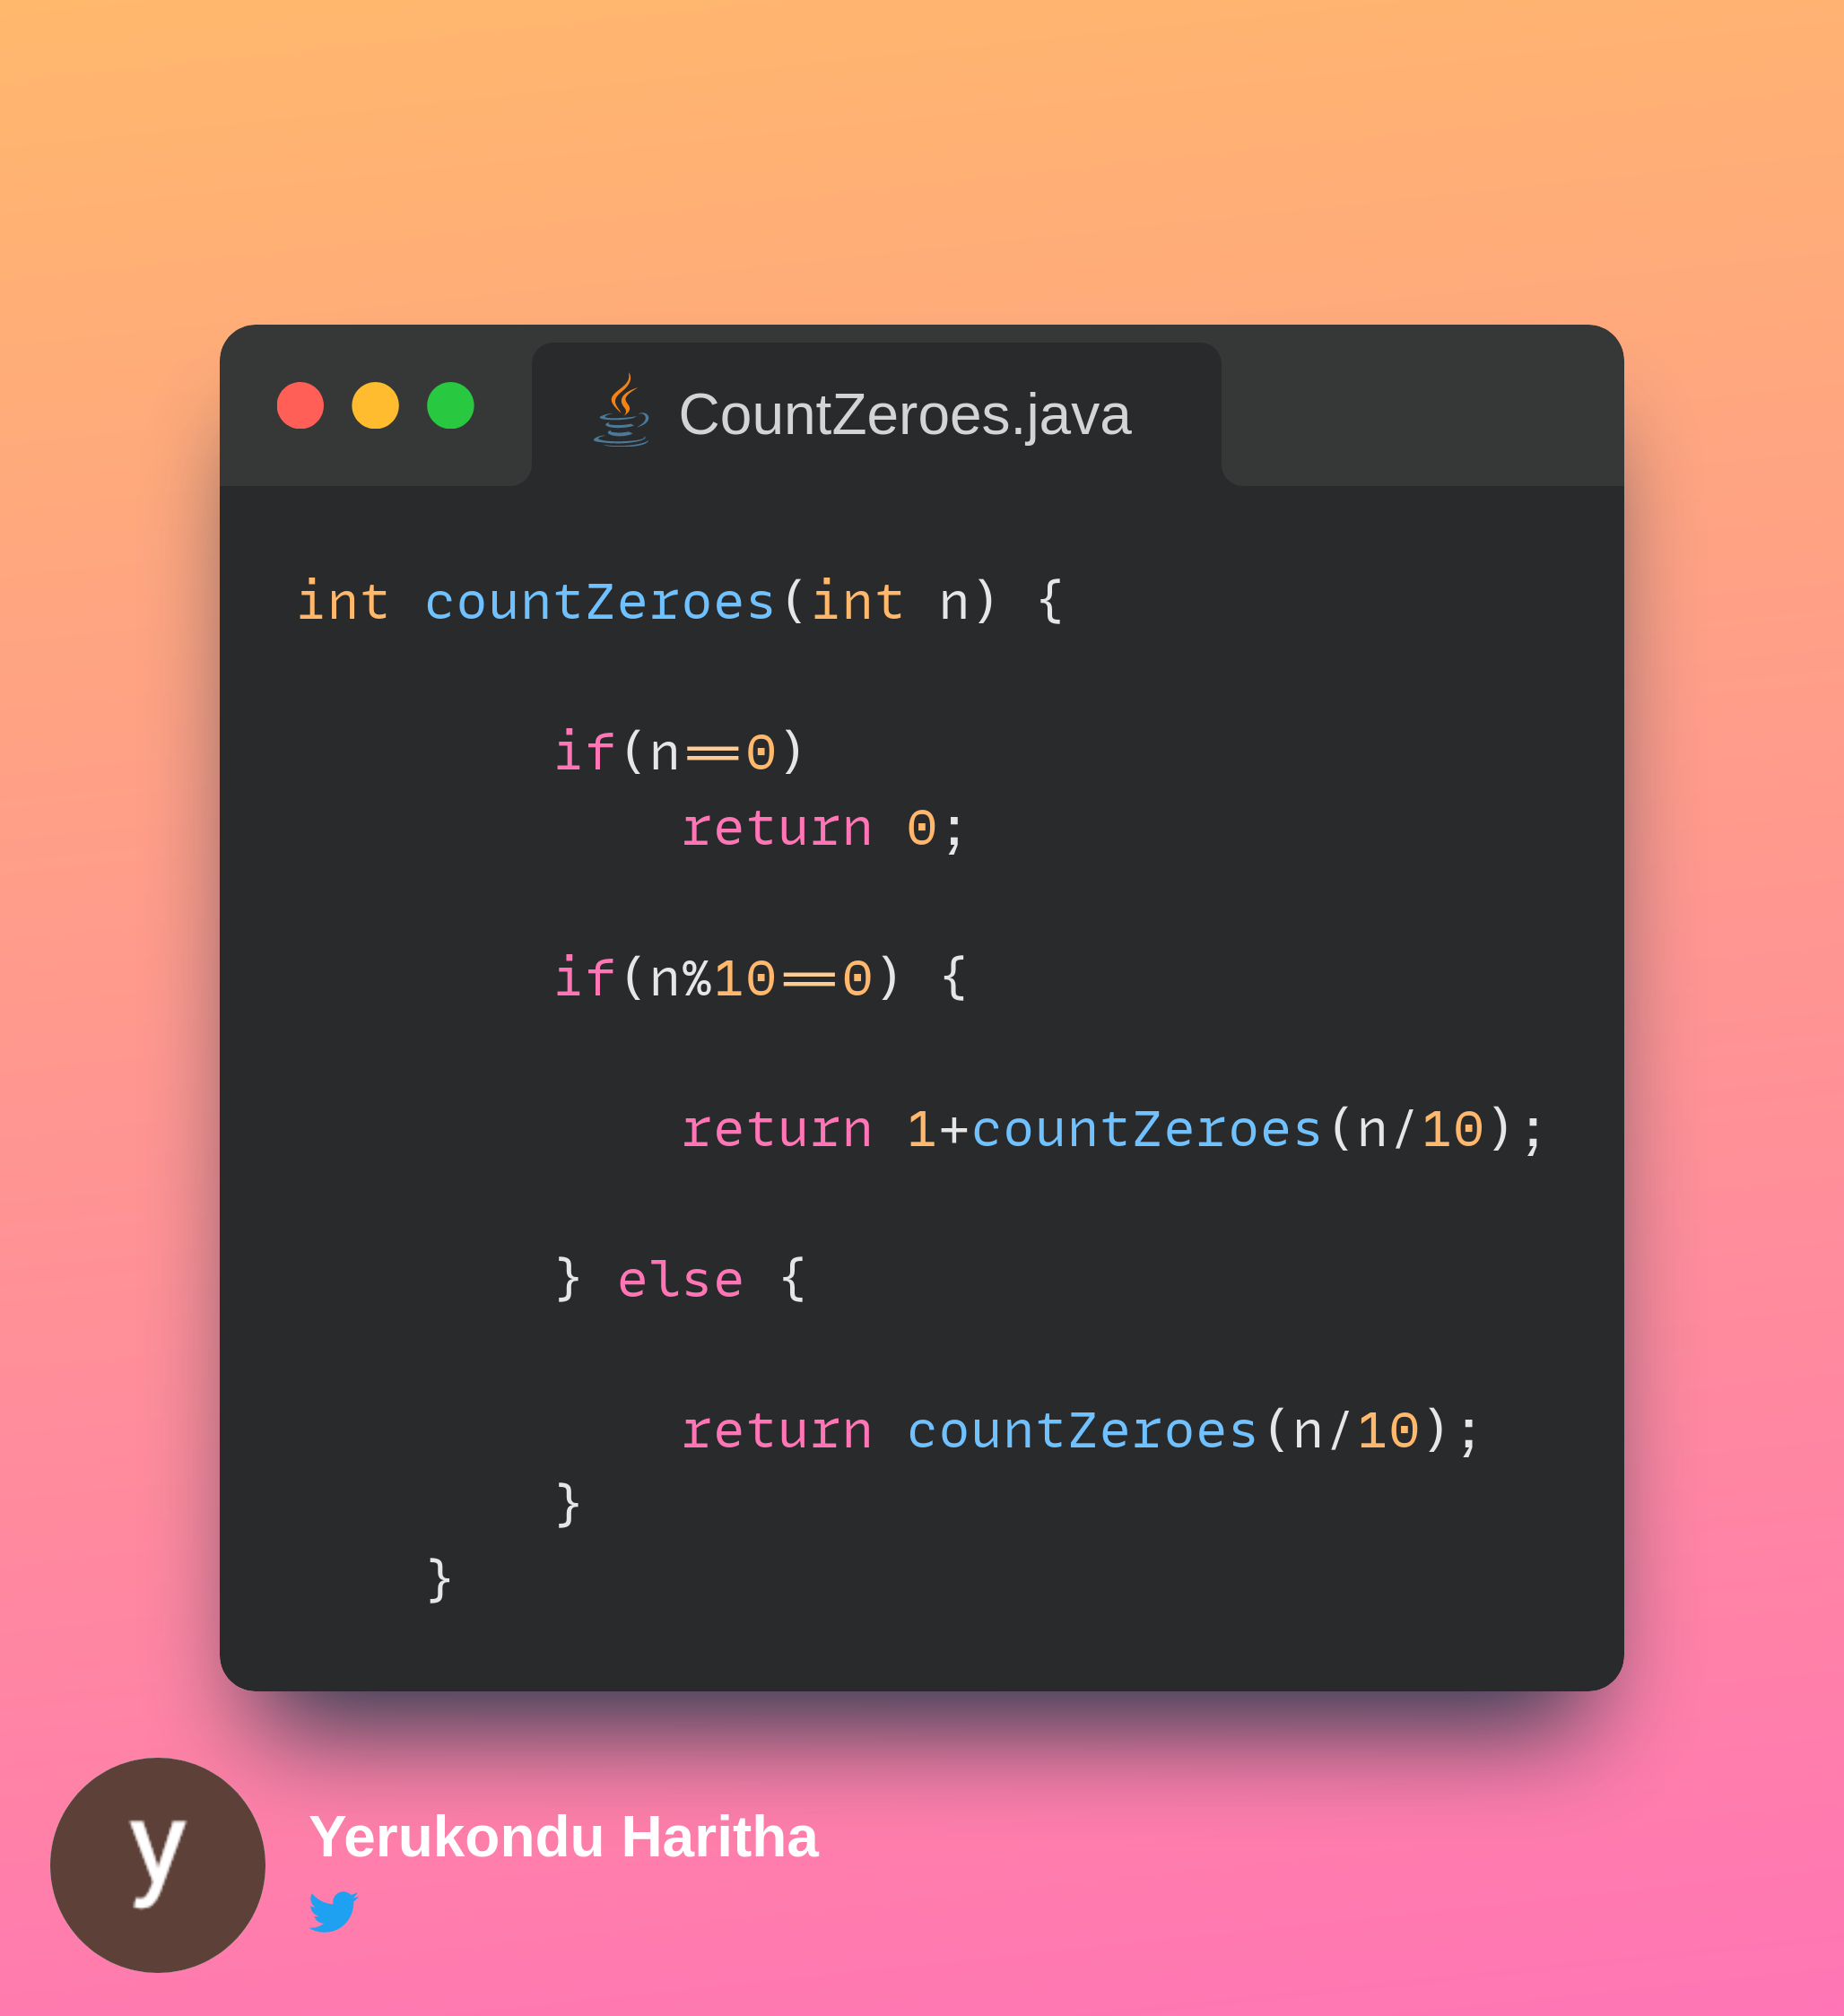 CountZeroes.java
int countZeroes(int n) {
if(n==0)
return 0;
if(n%10==0) {
return 1+countZeroes(n/10);
} else {
return countZeroes(n/10);
}
}
y
Yerukondu Haritha